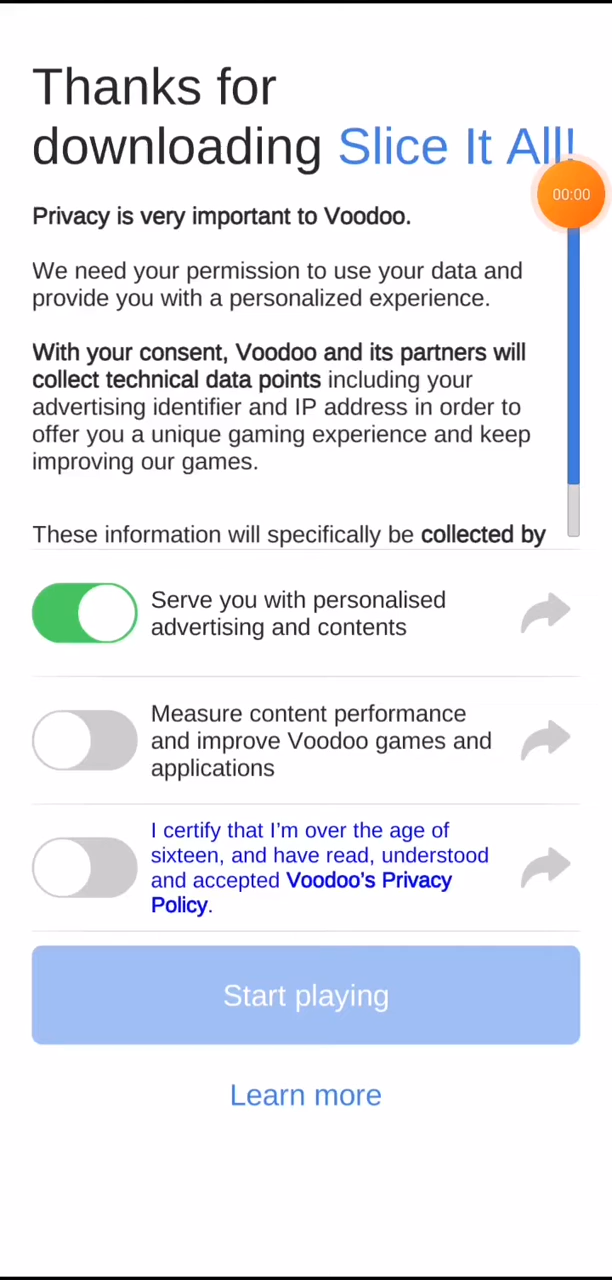 Thanks for
downloading Slice It All!
00:00
Privacy is very important to Voodoo.
We need your permission to use your data and
provide you with a personalized experience.
With your consent, Voodoo and its partners will
collect technical data points including your
advertising identifier and IP address in order to
offer you a unique gaming experience and keep
improving our games.
These information will specifically be collected by
Serve you with personalised
advertising and contents
Measure content performance
and improve Voodoo games and
applications
I certify that I'm over the age of
sixteen, and have read, understood
and accepted Voodoo's Privacy
Policy.
Start playing
Learn more